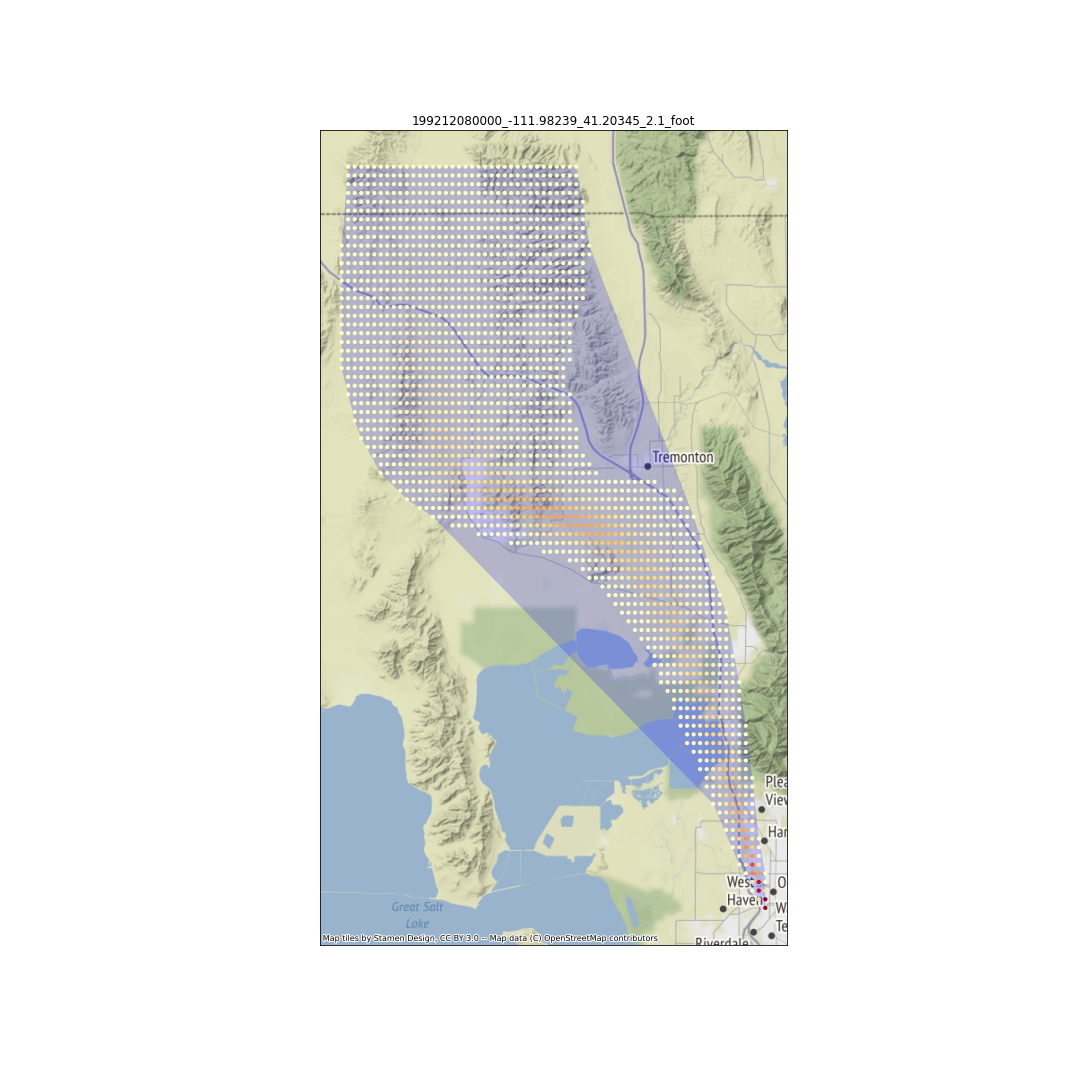 199212080000_-111.98239_41.20345_2.1_foot
Tremonton
Plea
View
Har
West
Haven
O
W
Te
Riverdale
Great Salt
Lake
Map tiles by Stamen Design, CC BY 3.0 -- Map data (C) OpenStreetMap contributors